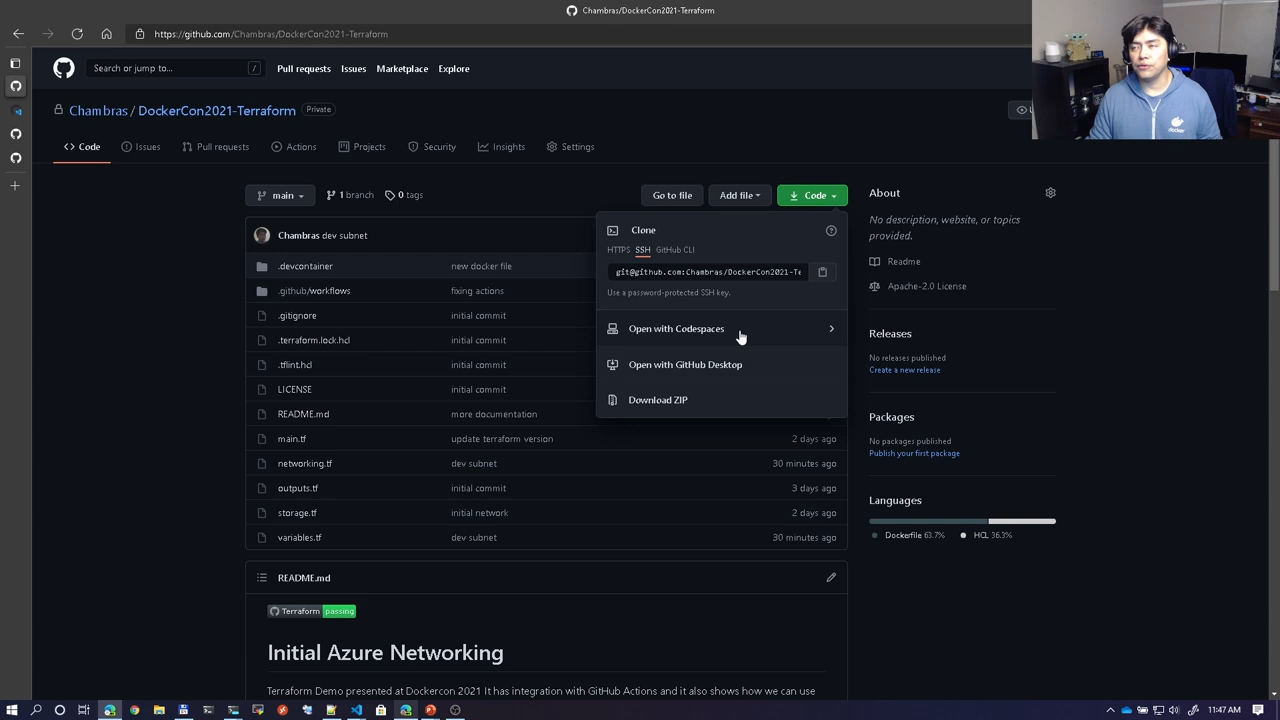 Chambras/DockerCon2021-Terraform
https://github.com/Chambras/DockerCon2021-Terraform
Search or jump to... /
Pull requests Issues Marketplace Explore
Chambras / DockerCon2021-Terraform Private
<> Code Issues Pull requests Actions Projects Security Insights Settings
main 1 branch 0 tags Go to file Add file Code
Chambras dev subnet
.devcontainer new docker file
.github/workflows fixing actions
.gitignore initial commit
.terraform.lock.hcl initial commit
.tflint.hcl initial commit
LICENSE initial commit
README.md more documentation
main.tf update terraform version 2 days ago
networking.tf dev subnet 30 minutes ago
outputs.tf initial commit 3 days ago
storage.tf initial network 2 days ago
variables.tf dev subnet 30 minutes ago
Clone
HTTPS SSH GitHub CLI
git@github.com:Chambras/DockerCon2021-Te
Use a password-protected SSH key.
Open with Codespaces
Open with GitHub Desktop
Download ZIP
README.md
Terraform passing
Initial Azure Networking
Terraform Demo presented at Dockercon 2021 It has integration with GitHub Actions and it also shows how we can use
About
No description, website, or topics
provided.
Readme
Apache-2.0 License
Releases
No releases published
Create a new release
Packages
No packages published
Publish your first package
Languages
Dockerfile 63.7% HCL 36.3%
docker
11:47 AM